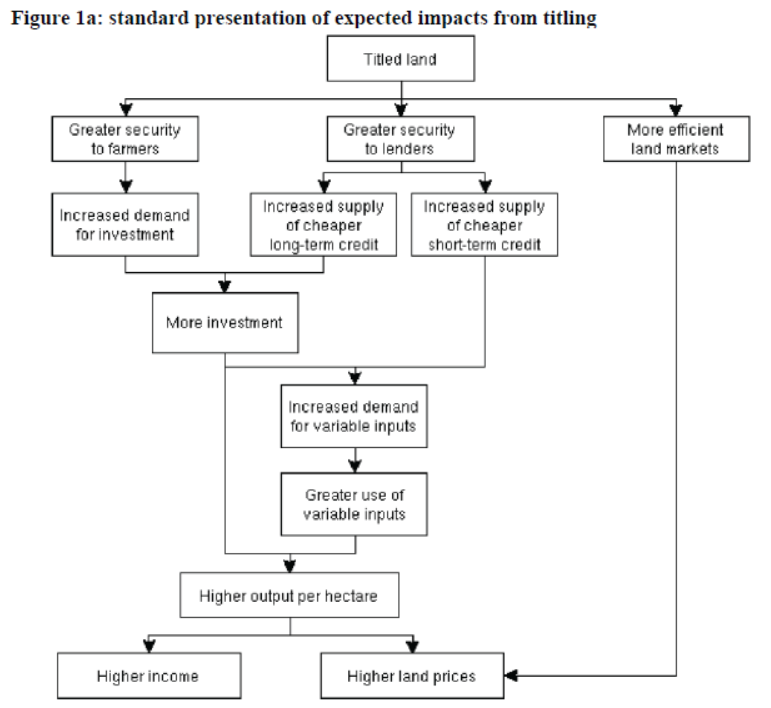 Figure 1a: standard presentation of expected impacts from titling
Titled land
Greater security
to farmers
Greater security
to lenders
More efficient
land markets
Increased demand
for investment
Increased supply
of cheaper
long-term credit
Increased supply
of cheaper
short-term credit
More investment
Increased demand
for variable inputs
Greater use of
variable inputs
Higher output per hectare
Higher income
Higher land prices